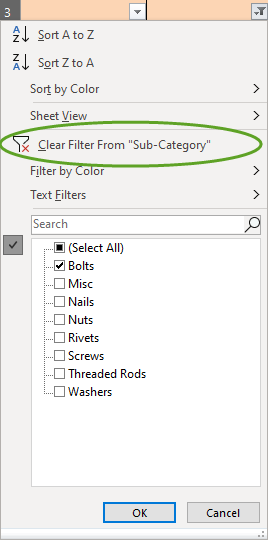 3
Sort A to Z
Sort Z to A
Sort by Color
Sheet View
Clear Filter From "Sub-Category"
Filter by Color
Text Filters
Search
(Select All)
Bolts
Misc
Nails
Nuts
Rivets
Screws
Threaded Rods
Washers
OK
Cancel